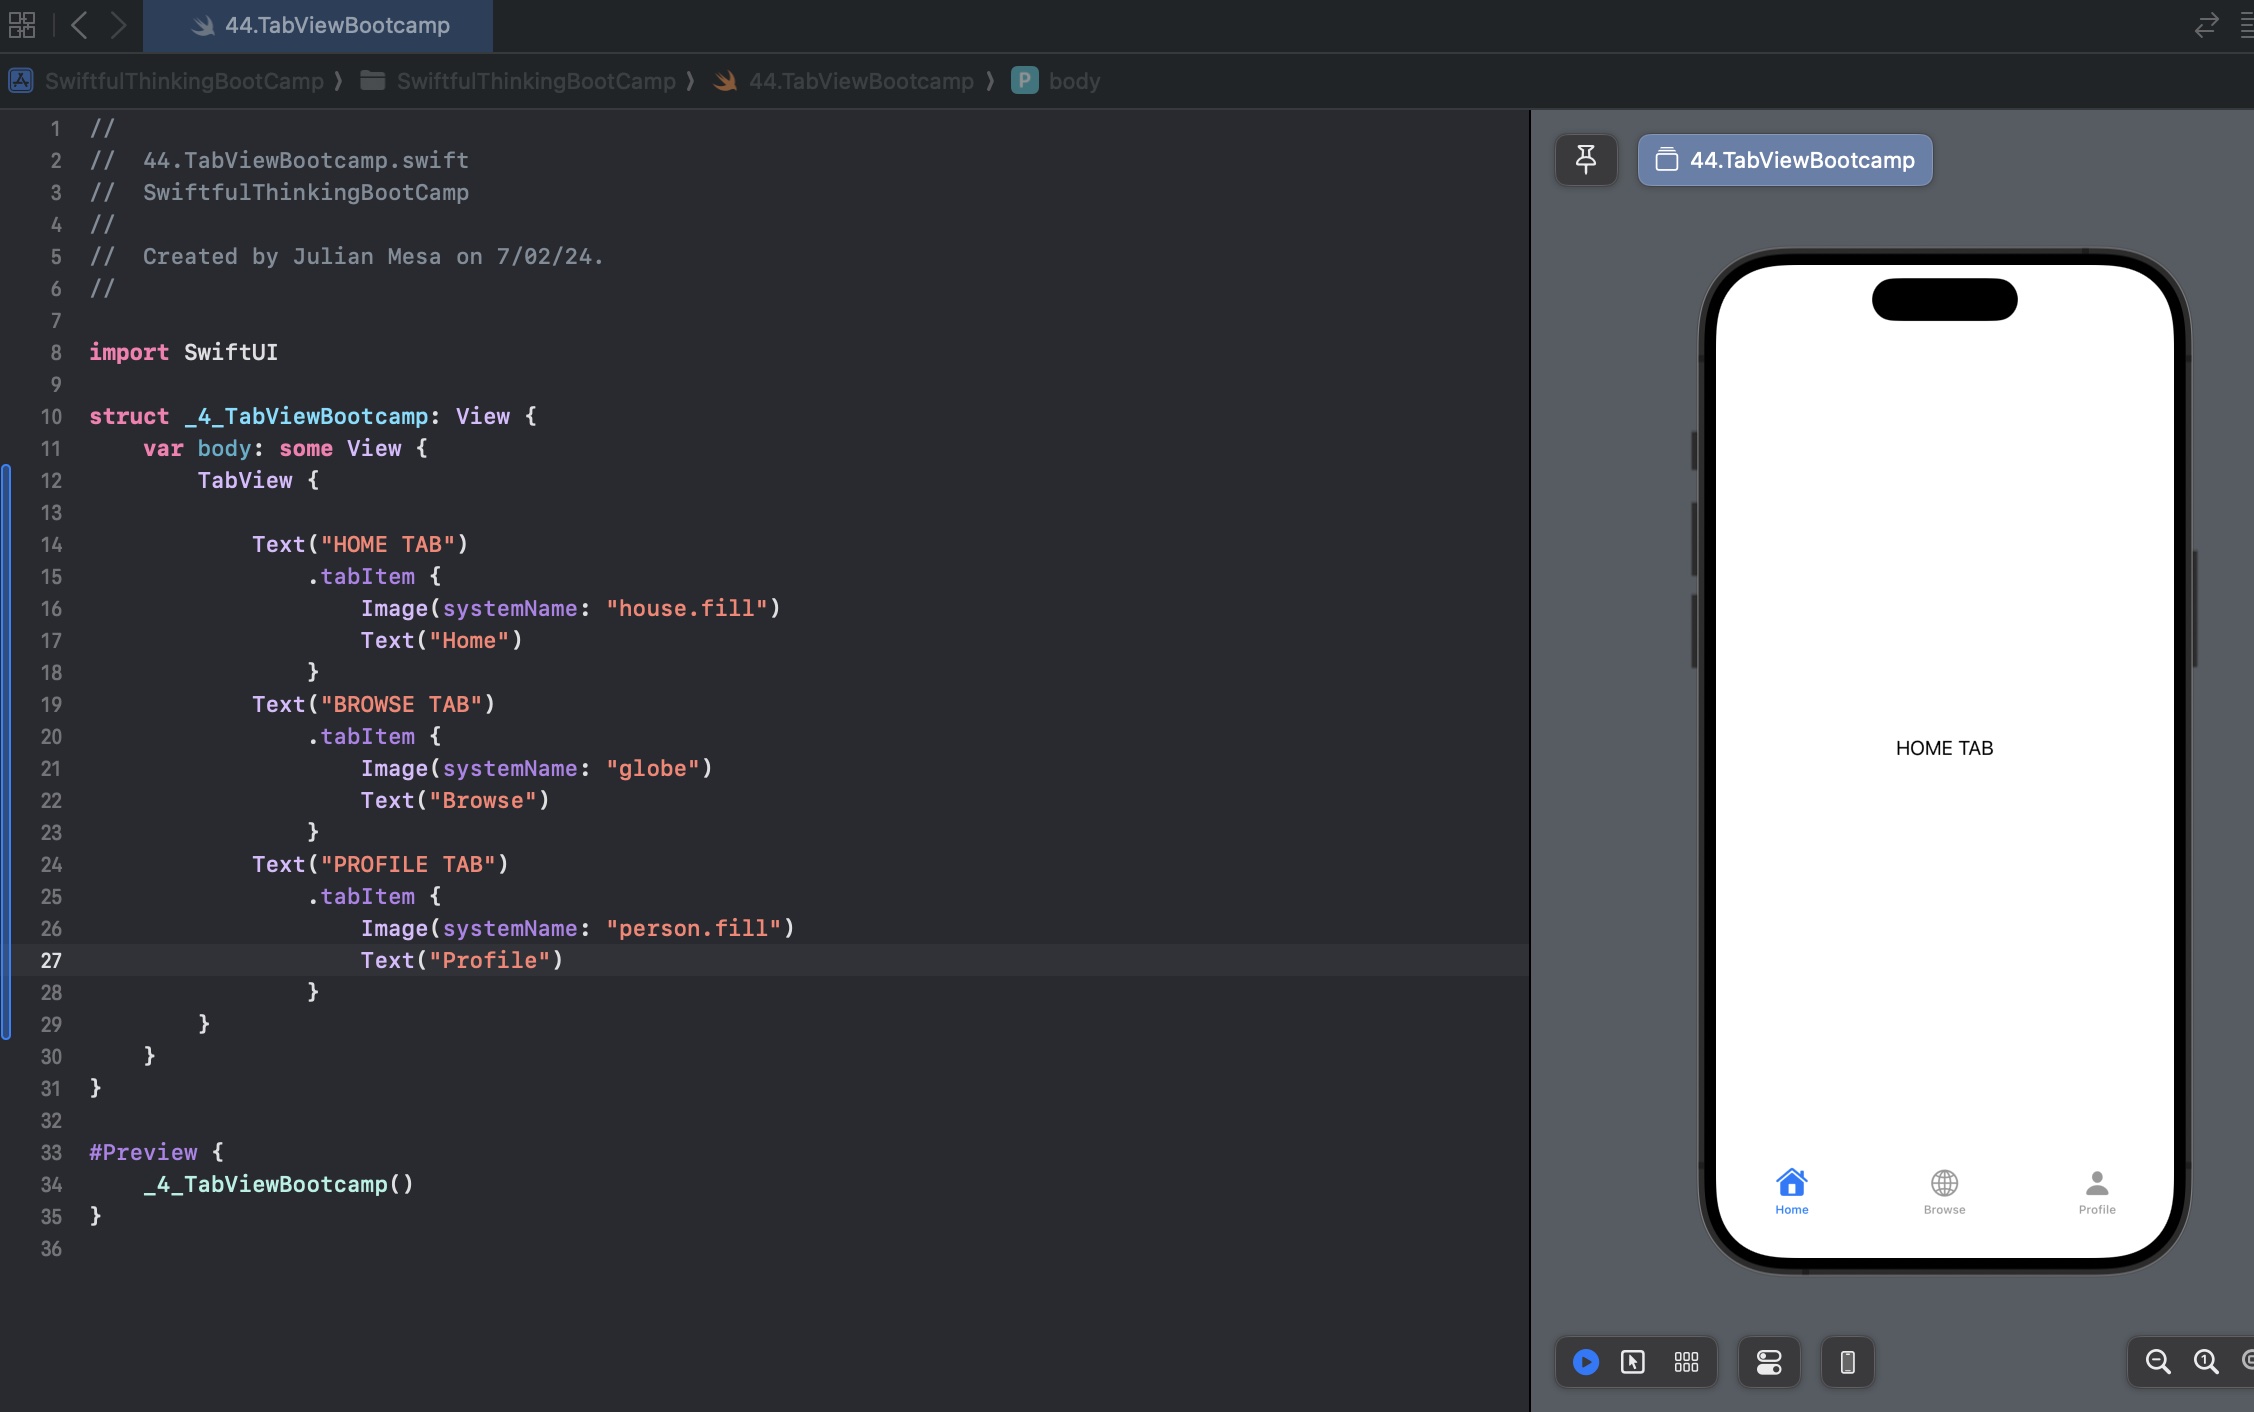 44.TabViewBootcamp
SwiftfulThinkingBootCamp ⟩ SwiftfulThinkingBootCamp ⟩ 44.TabViewBootcamp ⟩ P body
1 //
2 //  44.TabViewBootcamp.swift
3 //  SwiftfulThinkingBootCamp
4 //
5 //  Created by Julian Mesa on 7/02/24.
6 //
7
8 import SwiftUI
9
10 struct _4_TabViewBootcamp: View {
11     var body: some View {
12         TabView {
13
14             Text("HOME TAB")
15                 .tabItem {
16                     Image(systemName: "house.fill")
17                     Text("Home")
18                 }
19             Text("BROWSE TAB")
20                 .tabItem {
21                     Image(systemName: "globe")
22                     Text("Browse")
23                 }
24             Text("PROFILE TAB")
25                 .tabItem {
26                     Image(systemName: "person.fill")
27                     Text("Profile")
28                 }
29         }
30     }
31 }
32
33 #Preview {
34     _4_TabViewBootcamp()
35 }
36
44.TabViewBootcamp
HOME TAB
Home Browse Profile